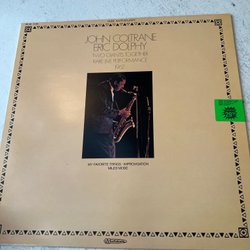 JOHN COLTRANE
ERIC DOLPHY
TWO GIANTS TOGETHER
RARE LIVE PERFORMANCE
1962
MY FAVORITE THINGS · IMPROVISATION
MILES' MODE